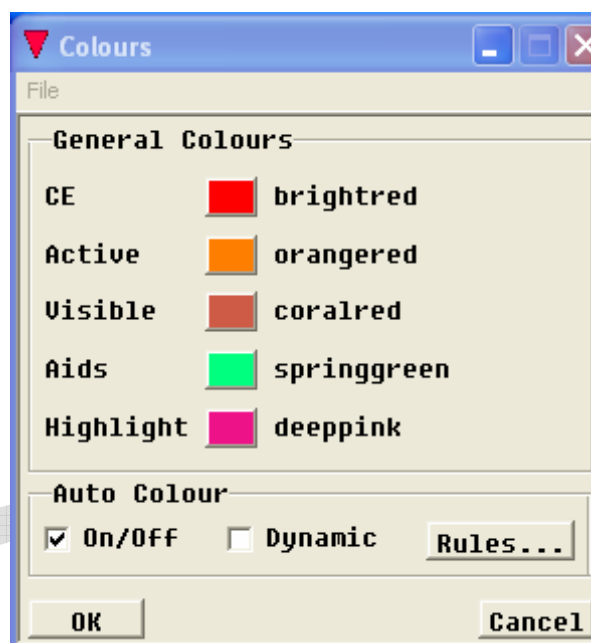 Colours
File
General Colours
CE brightred
Active orangered
Visible coralred
Aids springgreen
Highlight deeppink
Auto Colour
On/Off Dynamic Rules...
OK Cancel